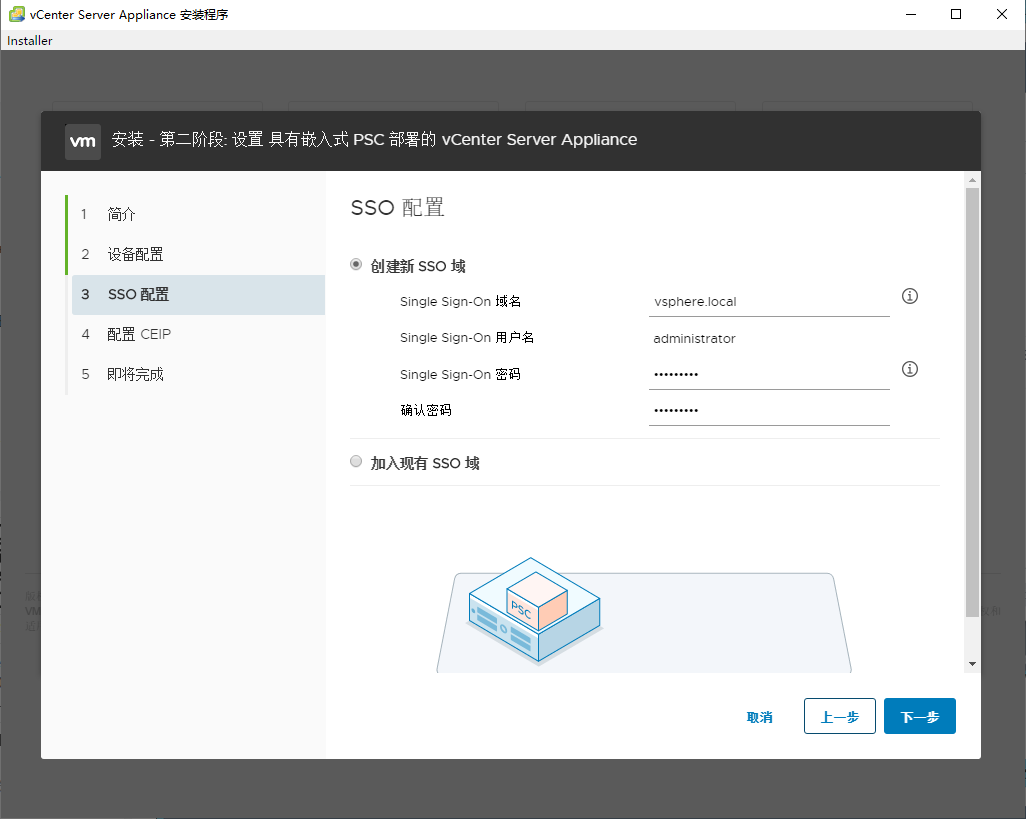 vCenter Server Appliance 安装程序
Installer
vm 安装 - 第二阶段: 设置 具有嵌入式 PSC 部署的 vCenter Server Appliance
1 简介
2 设备配置
3 SSO 配置
4 配置 CEIP
5 即将完成
SSO 配置
创建新 SSO 域
Single Sign-On 域名 vsphere.local
Single Sign-On 用户名 administrator
Single Sign-On 密码 •••••••••
确认密码 •••••••••
加入现有 SSO 域
PSC
取消 上一步 下一步